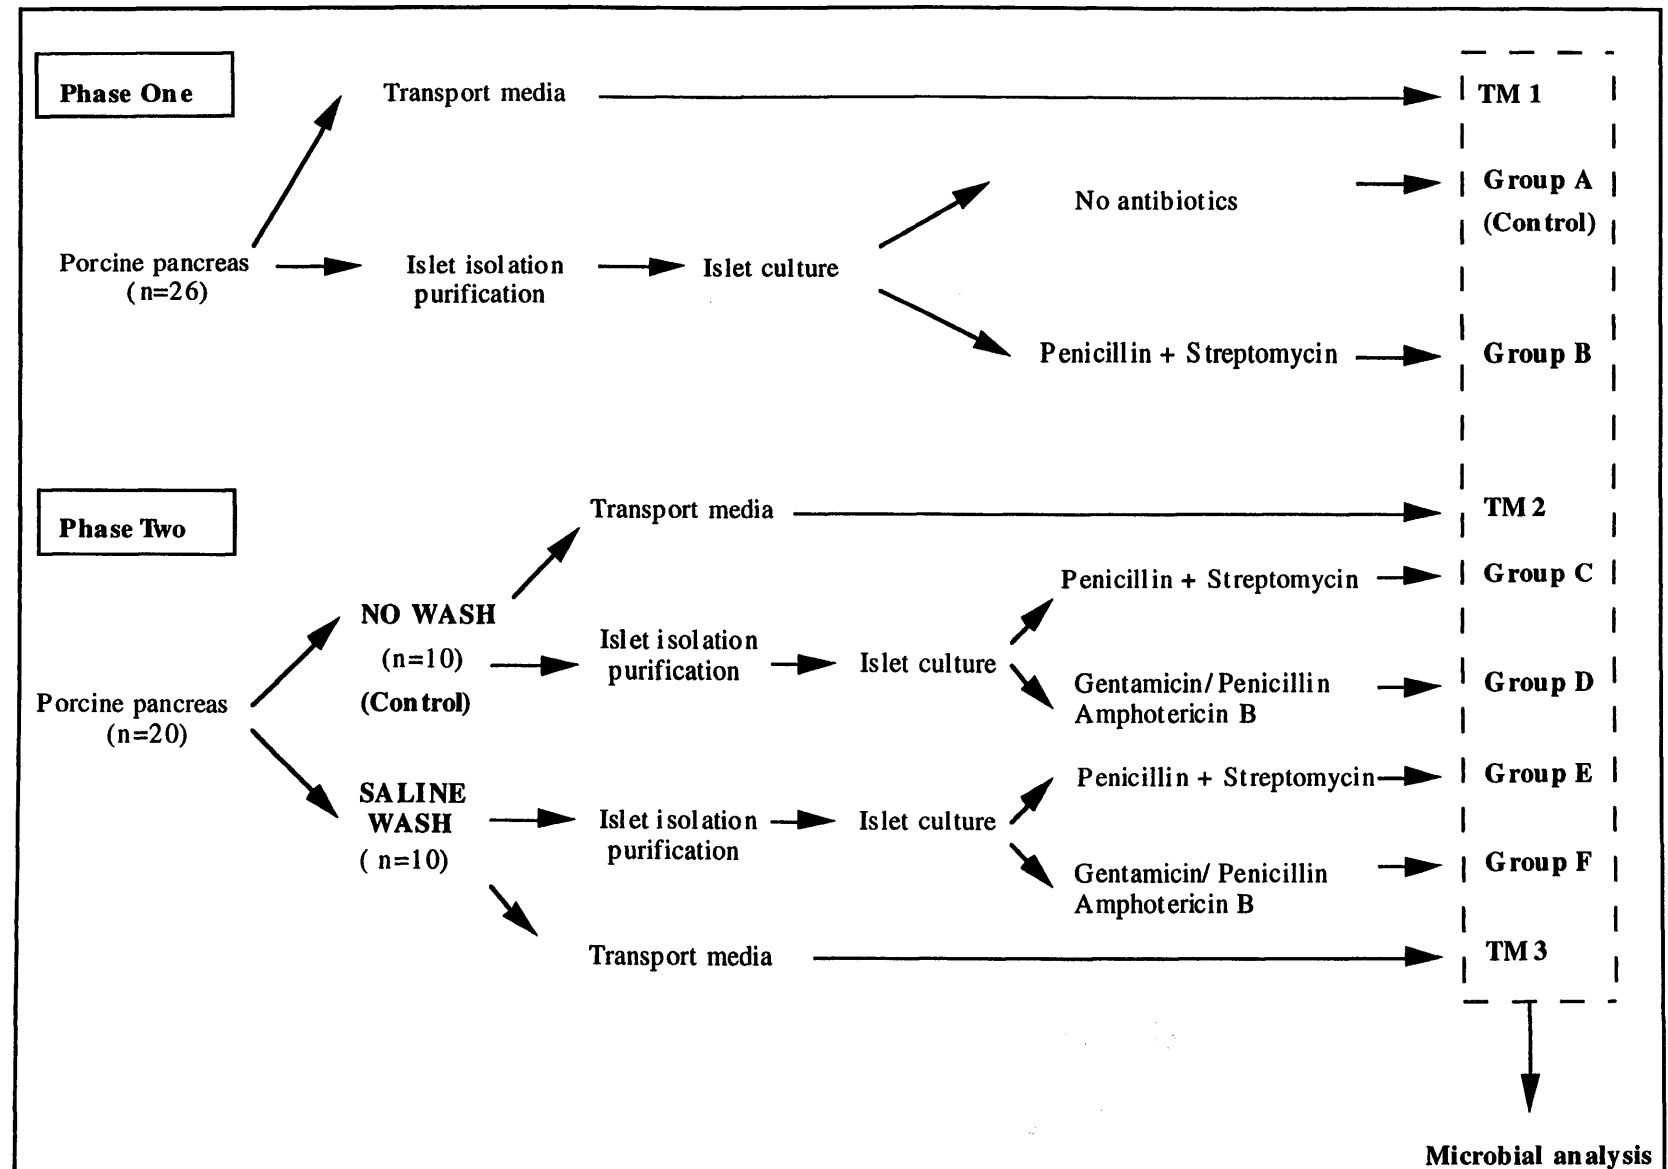 Phase One
Transport media
TM 1
Group A
(Control)
No antibiotics
Porcine pancreas
(n=26)
Islet isolation
purification
Islet culture
Penicillin + Streptomycin
Group B
Phase Two
Transport media
TM 2
Penicillin + Streptomycin
Group C
NO WASH
(n=10)
(Control)
Islet isolation
purification
Islet culture
Gentamicin/ Penicillin
Amphotericin B
Group D
Porcine pancreas
(n=20)
SALINE
WASH
( n=10)
Islet isolation
purification
Islet culture
Penicillin + Streptomycin
Group E
Gentamicin/ Penicillin
Amphotericin B
Group F
Transport media
TM 3
Microbial analysis